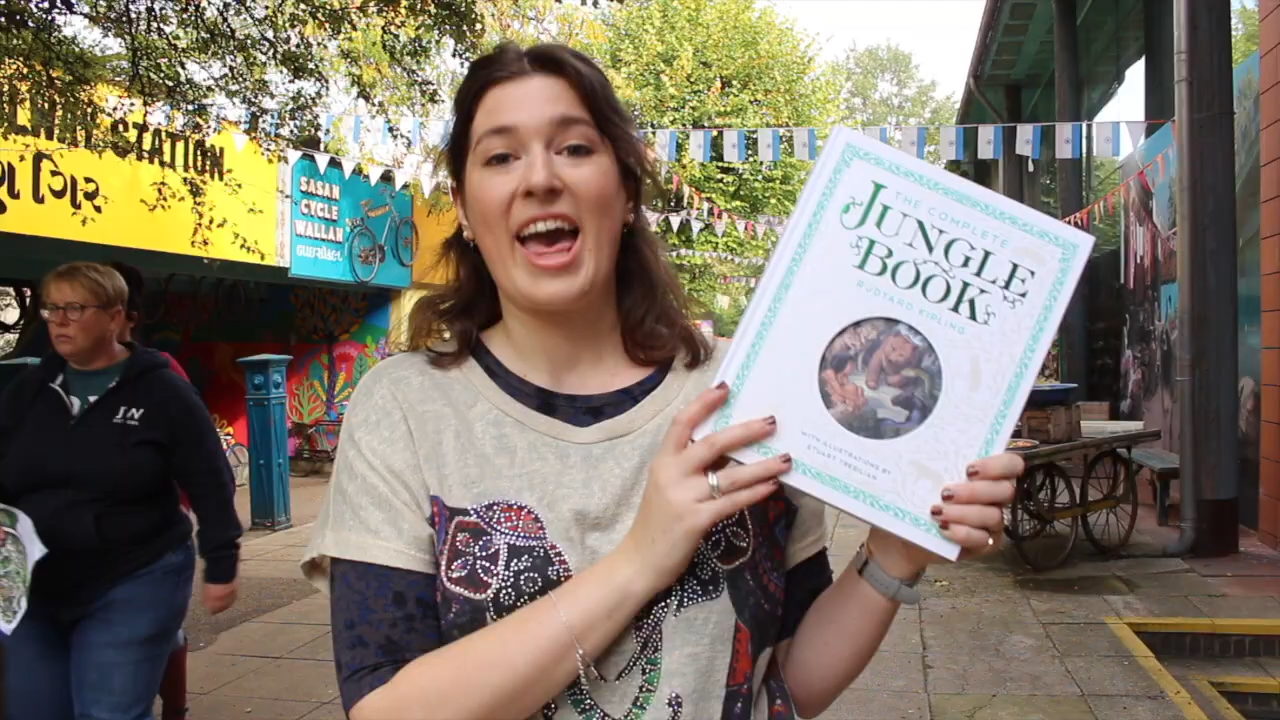 STATION
ગિર
SASAN
CYCLE
WALLAH
THE COMPLETE
JUNGLE
BOOK
RUDYARD KIPLING
WITH ILLUSTRATIONS BY
STUART TRESILIAN
JN